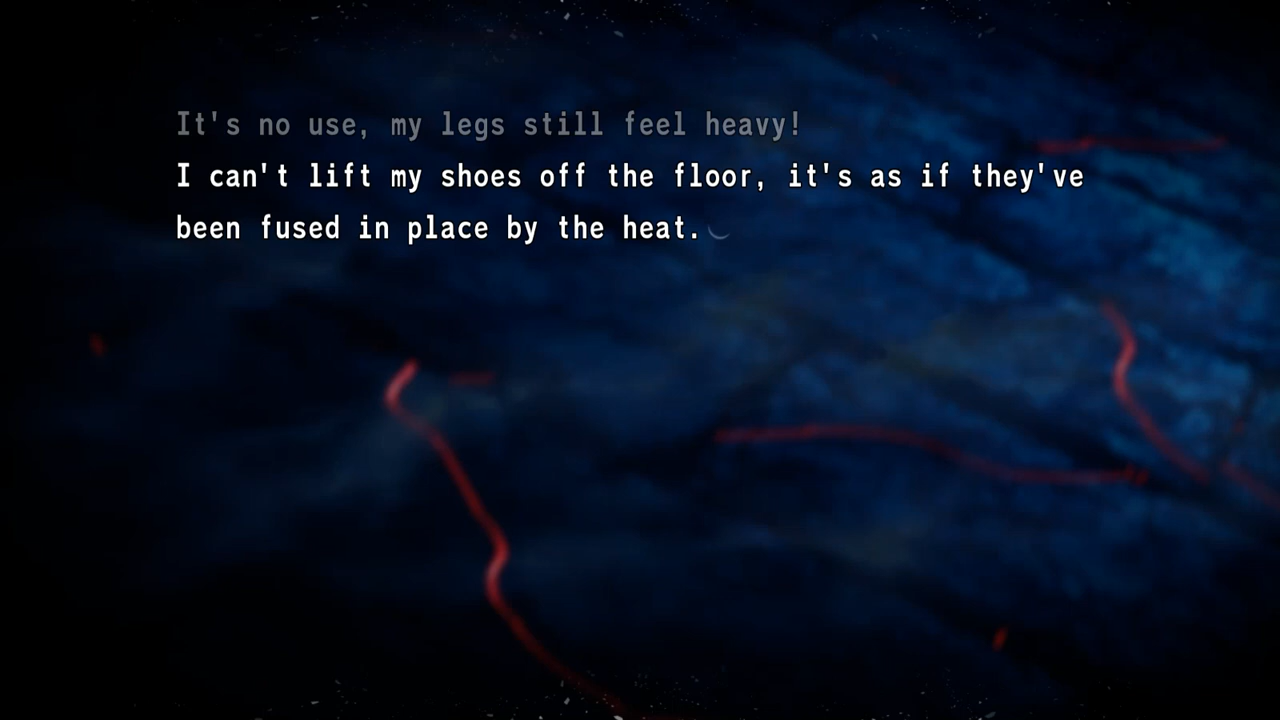 It's no use, my legs still feel heavy!
I can't lift my shoes off the floor, it's as if they've
been fused in place by the heat.